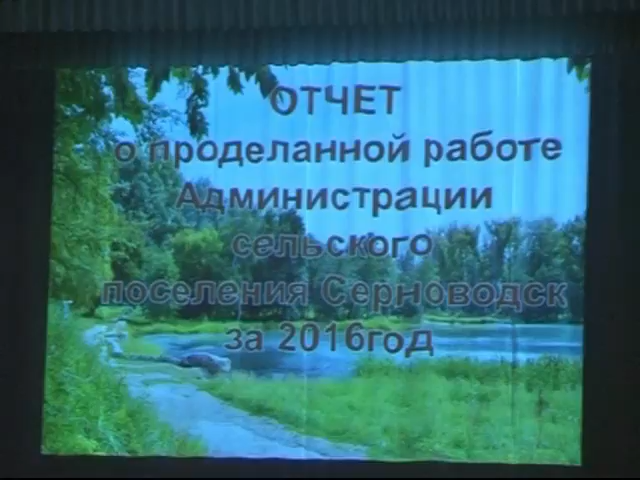 ОТЧЕТ
о проделанной работе
Администрации
сельского
поселения Серноводск
за 2016год